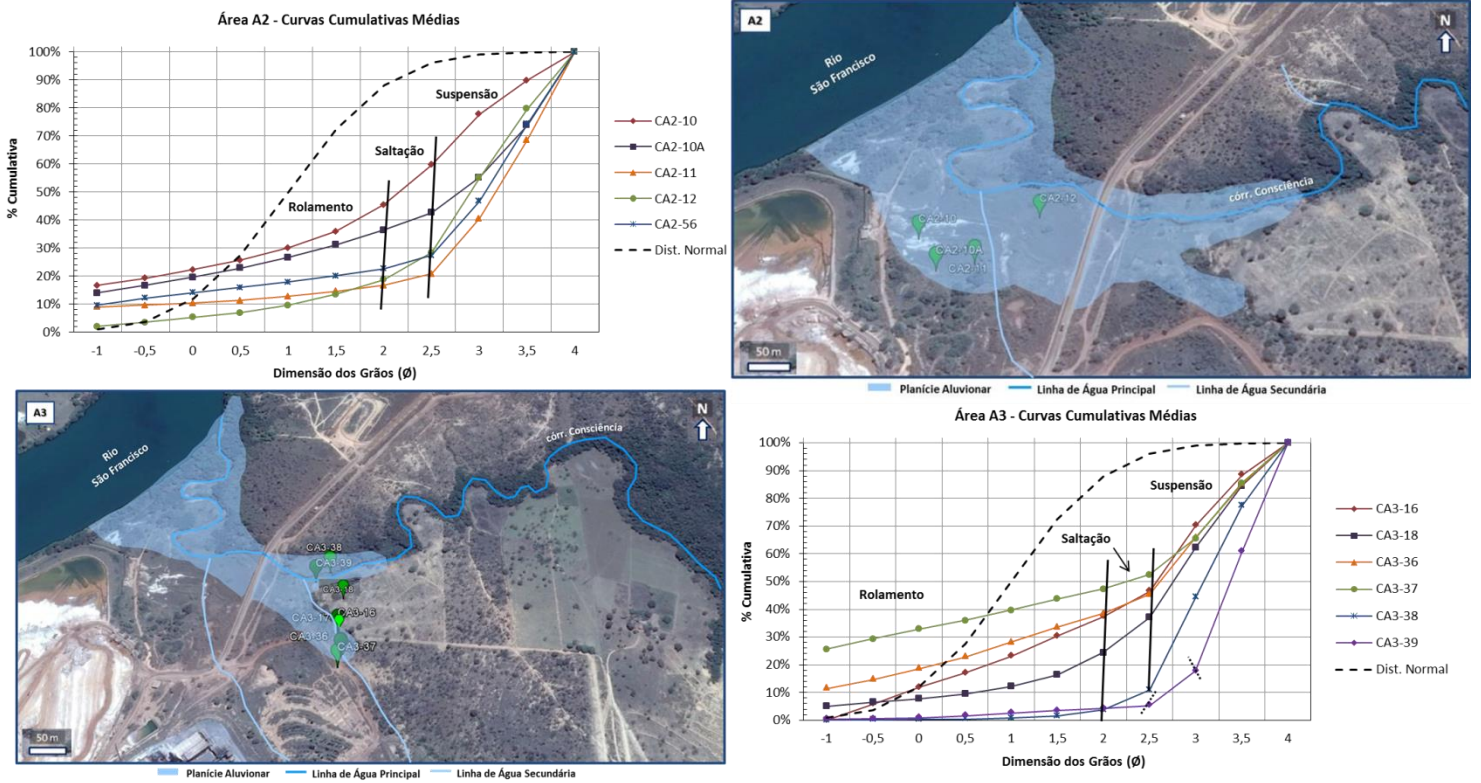 Área A2 - Curvas Cumulativas Médias
100%
90%
80%
70%
60%
50%
40%
30%
20%
10%
0%
% Cumulativa
Suspensão
Saltação
Rolamento
-1 -0,5 0 0,5 1 1,5 2 2,5 3 3,5 4
Dimensão dos Grãos (Ø)
CA2-10
CA2-10A
CA2-11
CA2-12
CA2-56
Dist. Normal
A2
N
Rio
São Francisco
CA2-12
CA2-10
CA2-10A
CA2-11
córr. Consciência
50 m
Planície Aluvionar Linha de Água Principal Linha de Água Secundária
A3
N
Rio
São Francisco
córr. Consciência
CA3-38
CA3-39
CA3-18
CA3-17 CA3-16
CA3-36
CA3-37
50 m
Planície Aluvionar Linha de Água Principal Linha de Água Secundária
Área A3 - Curvas Cumulativas Médias
100%
90%
80%
70%
60%
50%
40%
30%
20%
10%
0%
% Cumulativa
Suspensão
Saltação
Rolamento
-1 -0,5 0 0,5 1 1,5 2 2,5 3 3,5 4
Dimensão dos Grãos (Ø)
CA3-16
CA3-18
CA3-36
CA3-37
CA3-38
CA3-39
Dist. Normal